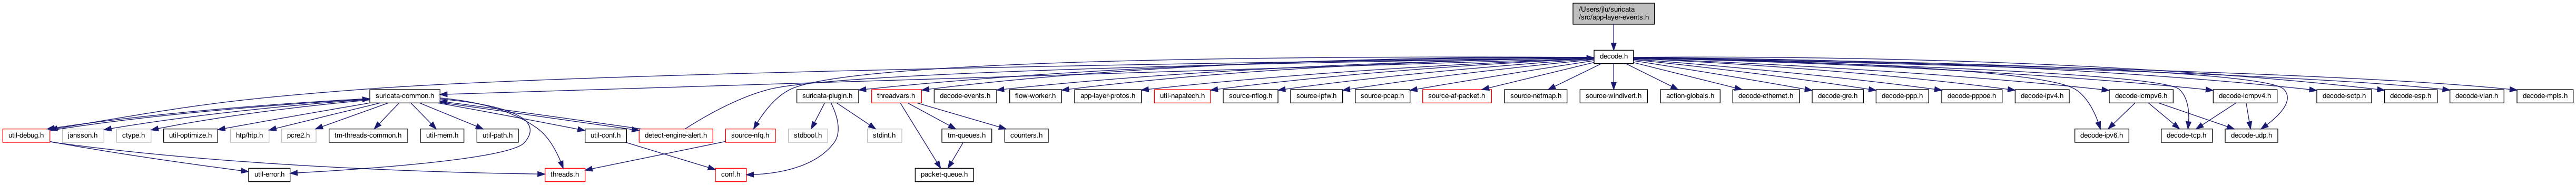 /Users/jlu/suricata
/src/app-layer-events.h
decode.h
suricata-common.h
suricata-plugin.h
threadvars.h
decode-events.h
flow-worker.h
app-layer-protos.h
util-napatech.h
source-nflog.h
source-ipfw.h
source-pcap.h
source-af-packet.h
source-netmap.h
source-windivert.h
action-globals.h
decode-ethernet.h
decode-gre.h
decode-ppp.h
decode-pppoe.h
decode-ipv4.h
decode-icmpv6.h
decode-icmpv4.h
decode-sctp.h
decode-esp.h
decode-vlan.h
decode-mpls.h
util-debug.h
jansson.h
ctype.h
util-optimize.h
htp/htp.h
pcre2.h
tm-threads-common.h
util-mem.h
util-path.h
util-conf.h
detect-engine-alert.h
source-nfq.h
stdbool.h
stdint.h
tm-queues.h
counters.h
decode-ipv6.h
decode-tcp.h
decode-udp.h
util-error.h
threads.h
conf.h
packet-queue.h